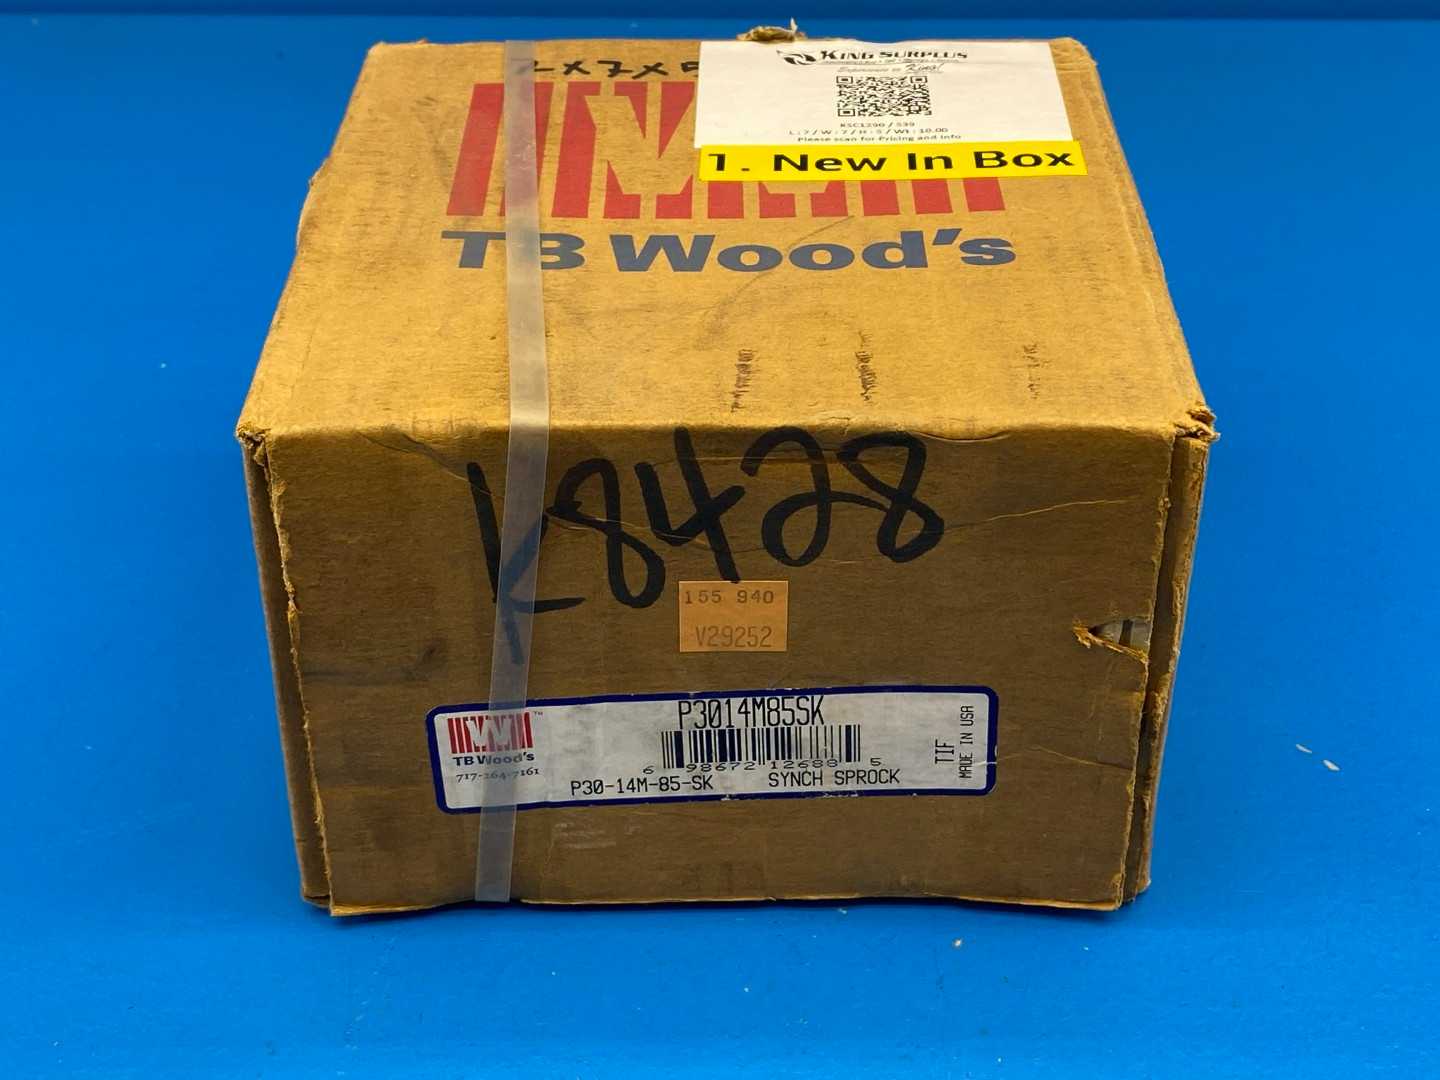 KING SURPLUS
KSC1290 / S39
L : 7 / W : 7 / H : 5 / Wt : 10.00
Please scan for Pricing and Info
1. New In Box
TB Wood's
K8428
155 940
V29252
P3014M85SK
TB Wood's
717-264-7161
6 98672 12688 5
P30-14M-85-SK SYNCH SPROCK
TIF
MADE IN USA